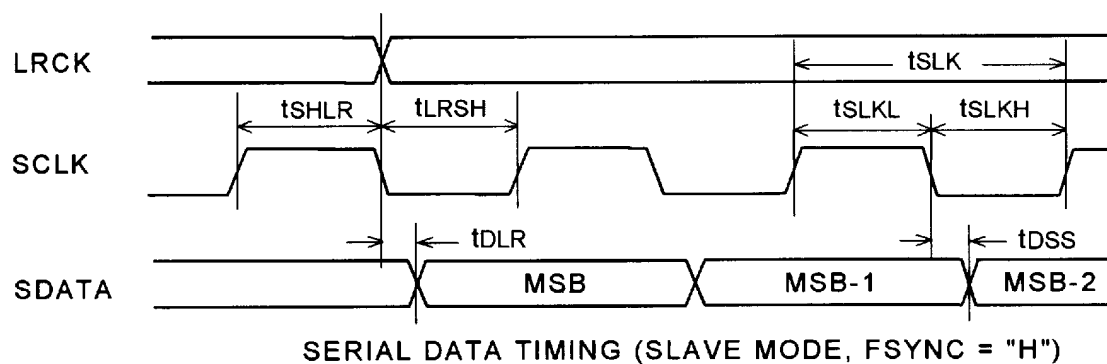 LRCK
tSLK
tSHLR
tLRSH
tSLKL
tSLKH
SCLK
tDLR
tDSS
SDATA
MSB
MSB-1
MSB-2
SERIAL DATA TIMING (SLAVE MODE, FSYNC = "H")